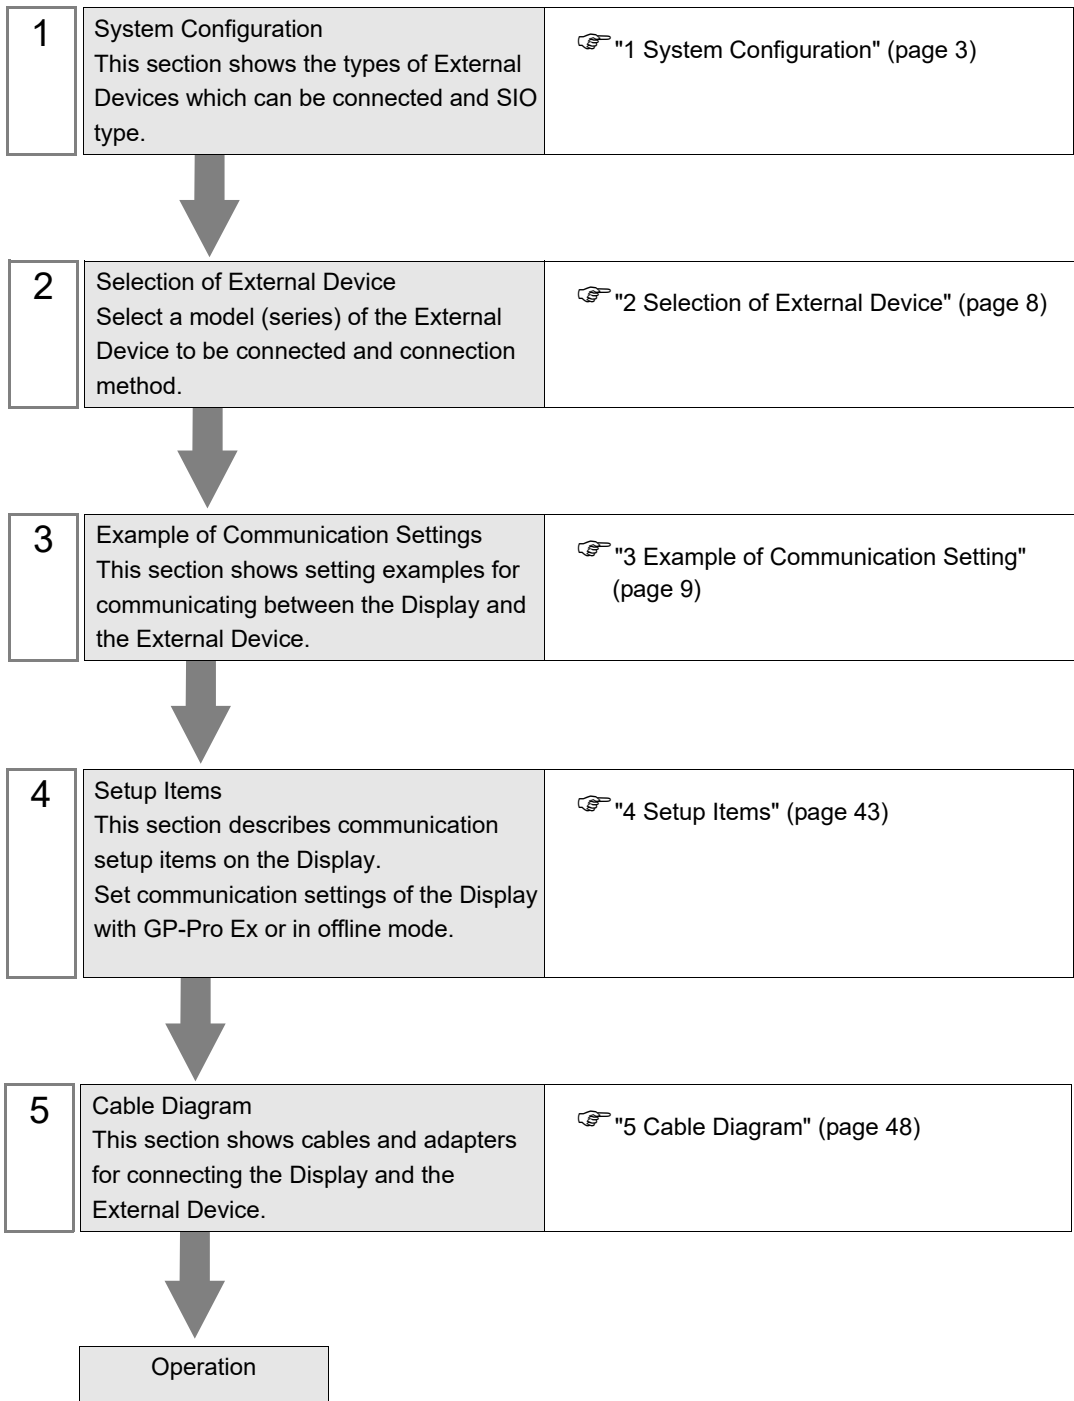 1
System Configuration
This section shows the types of External
Devices which can be connected and SIO
type.
"1 System Configuration" (page 3)
2
Selection of External Device
Select a model (series) of the External
Device to be connected and connection
method.
"2 Selection of External Device" (page 8)
3
Example of Communication Settings
This section shows setting examples for
communicating between the Display and
the External Device.
"3 Example of Communication Setting"
(page 9)
4
Setup Items
This section describes communication
setup items on the Display.
Set communication settings of the Display
with GP-Pro Ex or in offline mode.
"4 Setup Items" (page 43)
5
Cable Diagram
This section shows cables and adapters
for connecting the Display and the
External Device.
"5 Cable Diagram" (page 48)
Operation